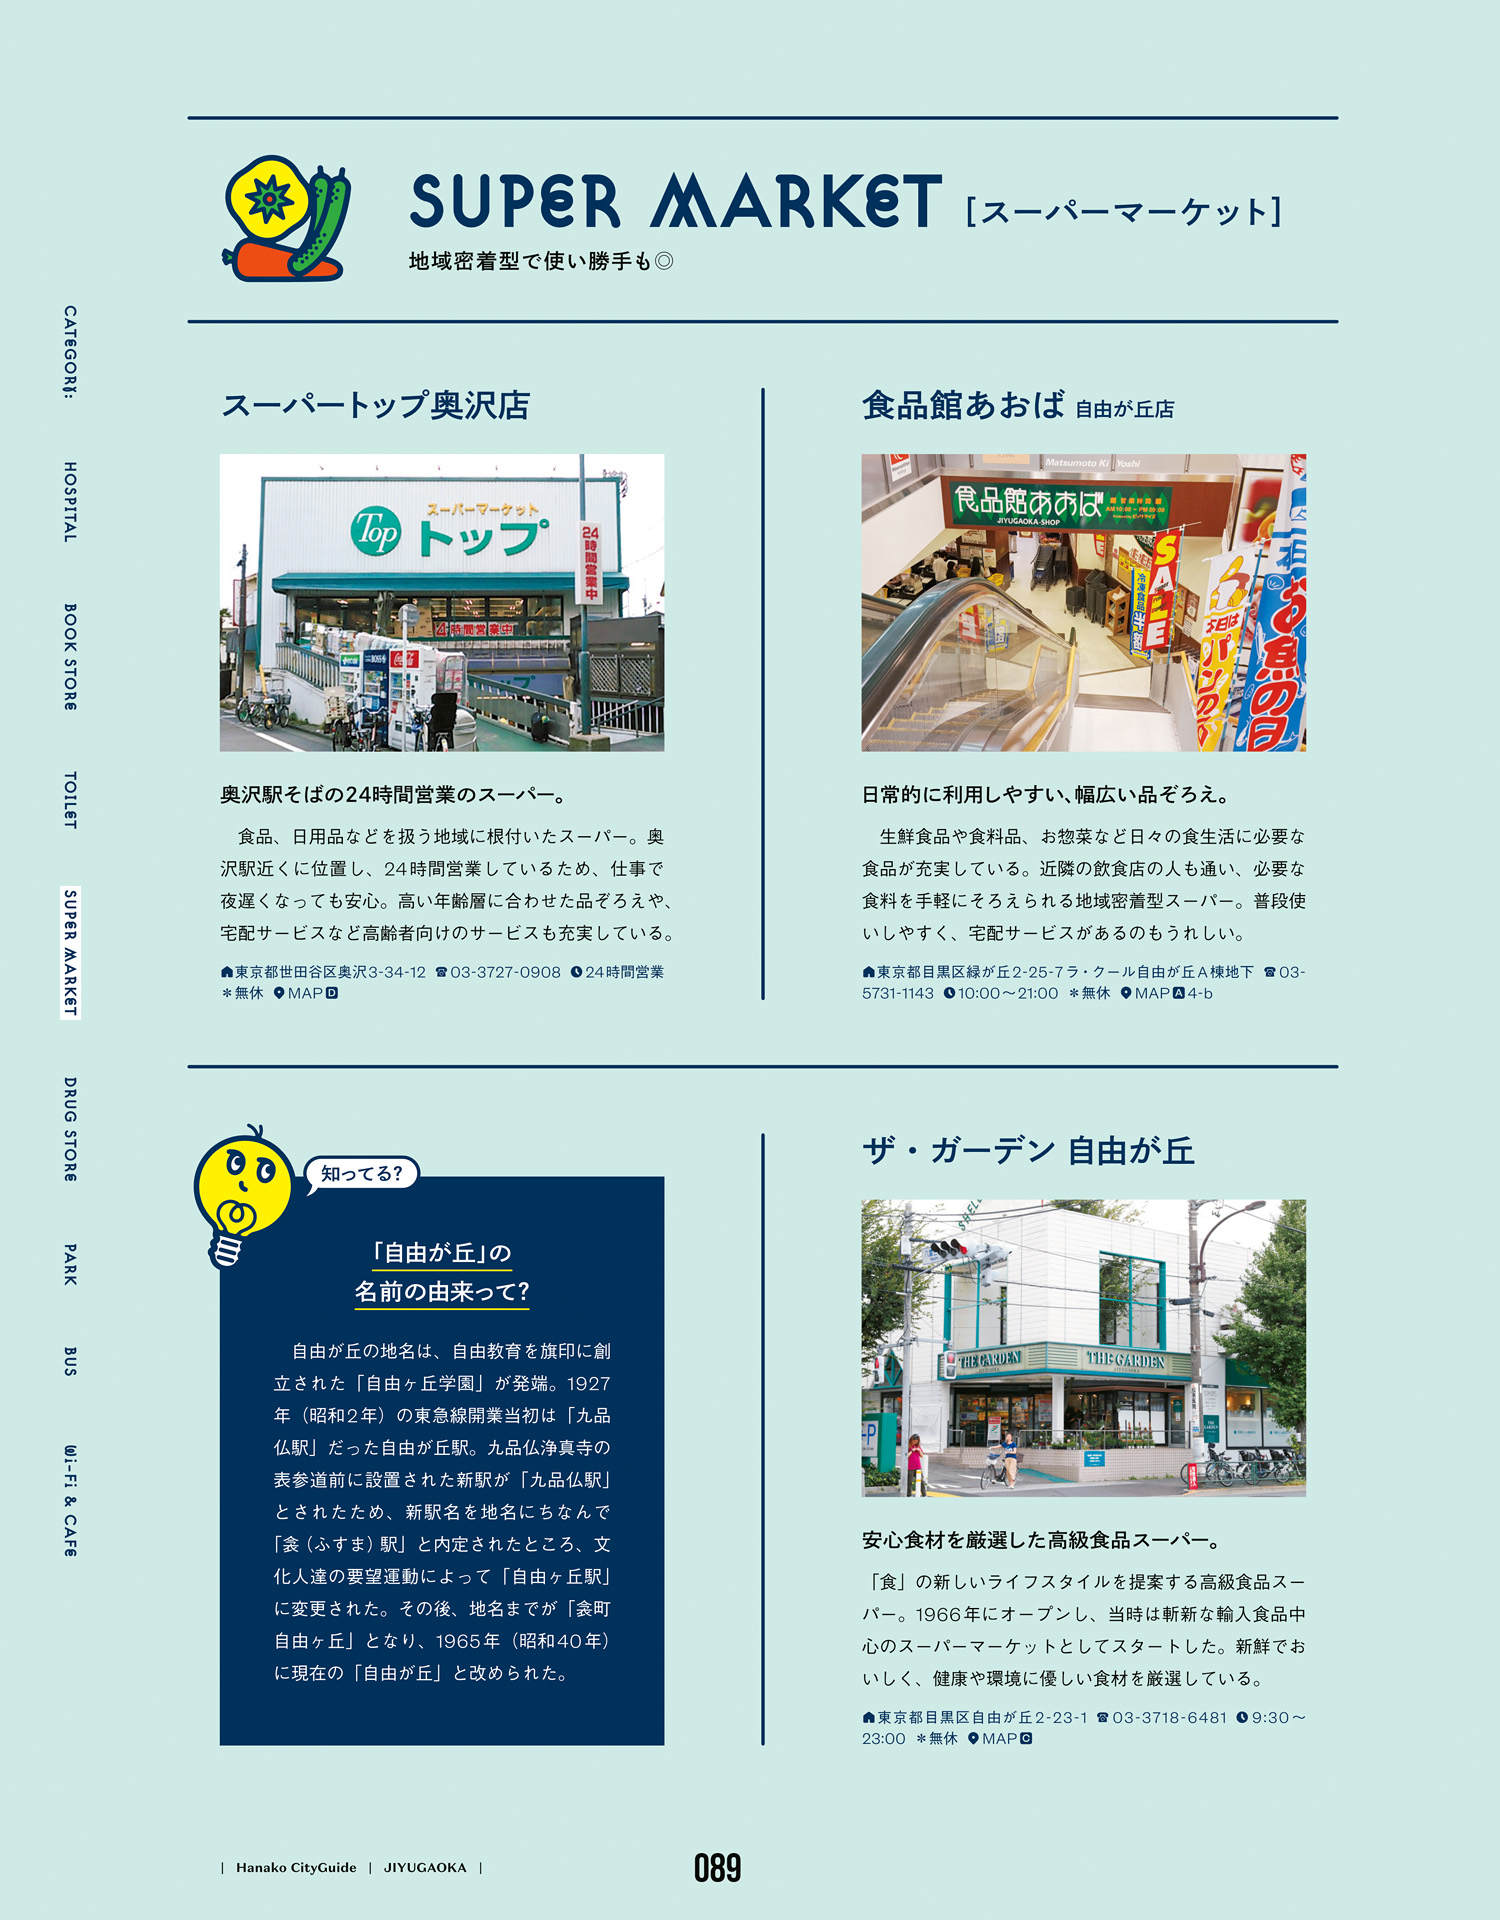 SUPER MARKET [スーパーマーケット]
地域密着型で使い勝手も◎
CATEGORY:
HOSPITAL
BOOK STORE
TOILET
SUPER MARKET
DRUG STORE
PARK
BUS
Wi-Fi & CAFE
スーパートップ奥沢店
スーパーマーケット
Top
トップ
24時間営業中
24時間営業中
BOSS
奥沢駅そばの24時間営業のスーパー。
食品、日用品などを扱う地域に根付いたスーパー。奥
沢駅近くに位置し、24時間営業しているため、仕事で
夜遅くなっても安心。高い年齢層に合わせた品ぞろえや、
宅配サービスなど高齢者向けのサービスも充実している。
東京都世田谷区奥沢3-34-12 ☎03-3727-0908 24時間営業
＊無休 MAP D
食品館あおば 自由が丘店
Matsumoto Ki Yoshi
食品館あおば
JIYUGAOKA-SHOP
AM10:00 - PM09:00
SALE
冷凍食品半額
本日は
パンの日
お魚の日
日常的に利用しやすい、幅広い品ぞろえ。
生鮮食品や食料品、お惣菜など日々の食生活に必要な
食品が充実している。近隣の飲食店の人も通い、必要な
食料を手軽にそろえられる地域密着型スーパー。普段使
いしやすく、宅配サービスがあるのもうれしい。
東京都目黒区緑が丘2-25-7ラ・クール自由が丘A棟地下 ☎03-
5731-1143 10:00〜21:00 ＊無休 MAP A 4-b
知ってる?
「自由が丘」の
名前の由来って?
自由が丘の地名は、自由教育を旗印に創
立された「自由ヶ丘学園」が発端。1927
年（昭和2年）の東急線開業当初は「九品
仏駅」だった自由が丘駅。九品仏浄真寺の
表参道前に設置された新駅が「九品仏駅」
とされたため、新駅名を地名にちなんで
「衾（ふすま）駅」と内定されたところ、文
化人達の要望運動によって「自由ヶ丘駅」
に変更された。その後、地名までが「衾町
自由ヶ丘」となり、1965年（昭和40年）
に現在の「自由が丘」と改められた。
ザ・ガーデン 自由が丘
THE GARDEN
THE GARDEN
安心食材を厳選した高級食品スーパー。
「食」の新しいライフスタイルを提案する高級食品スー
パー。1966年にオープンし、当時は斬新な輸入食品中
心のスーパーマーケットとしてスタートした。新鮮でお
いしく、健康や環境に優しい食材を厳選している。
東京都目黒区自由が丘2-23-1 ☎03-3718-6481 9:30〜
23:00 ＊無休 MAP C
| Hanako CityGuide | JIYUGAOKA |
089